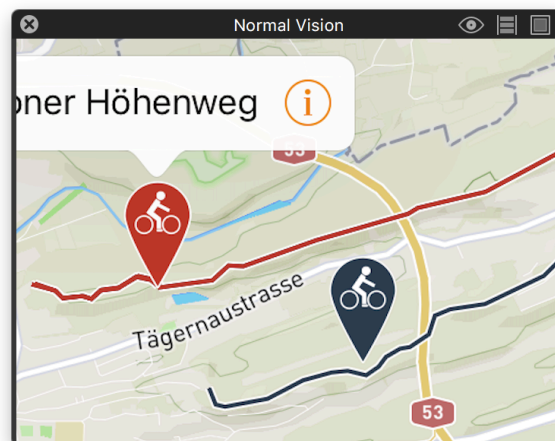 Normal Vision
oner Höhenweg
i
53
Tägernaustrasse
53